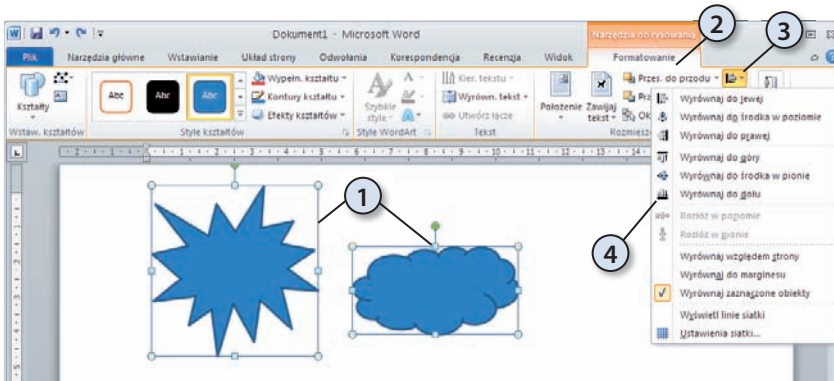 Dokument1 - Microsoft Word
Narzędzia do rysowania
2
3
Plik Narzędzia główne Wstawianie Układ strony Odwołania Korespondencja Recenzja Widok Formatowanie
Kształty
Abc Abc Abc
Wypełn. kształtu
Kontury kształtu
Efekty kształtów
Szybkie style
Kier. tekstu
Wyrówn. tekst
Utwórz łącze
Położenie
Zawijaj tekst
Przes. do przodu
Wstaw. kształtów Style kształtów Style WordArt Tekst
Wyrównaj do lewej
Wyrównaj do środka w poziomie
Wyrównaj do prawej
Wyrównaj do góry
Wyrównaj do środka w pionie
Wyrównaj do dołu
Rozłóż w poziomie
Rozłóż w pionie
Wyrównaj względem strony
Wyrównaj do marginesu
Wyrównaj zaznaczone obiekty
Wyświetl linie siatki
Ustawienia siatki...
1
4